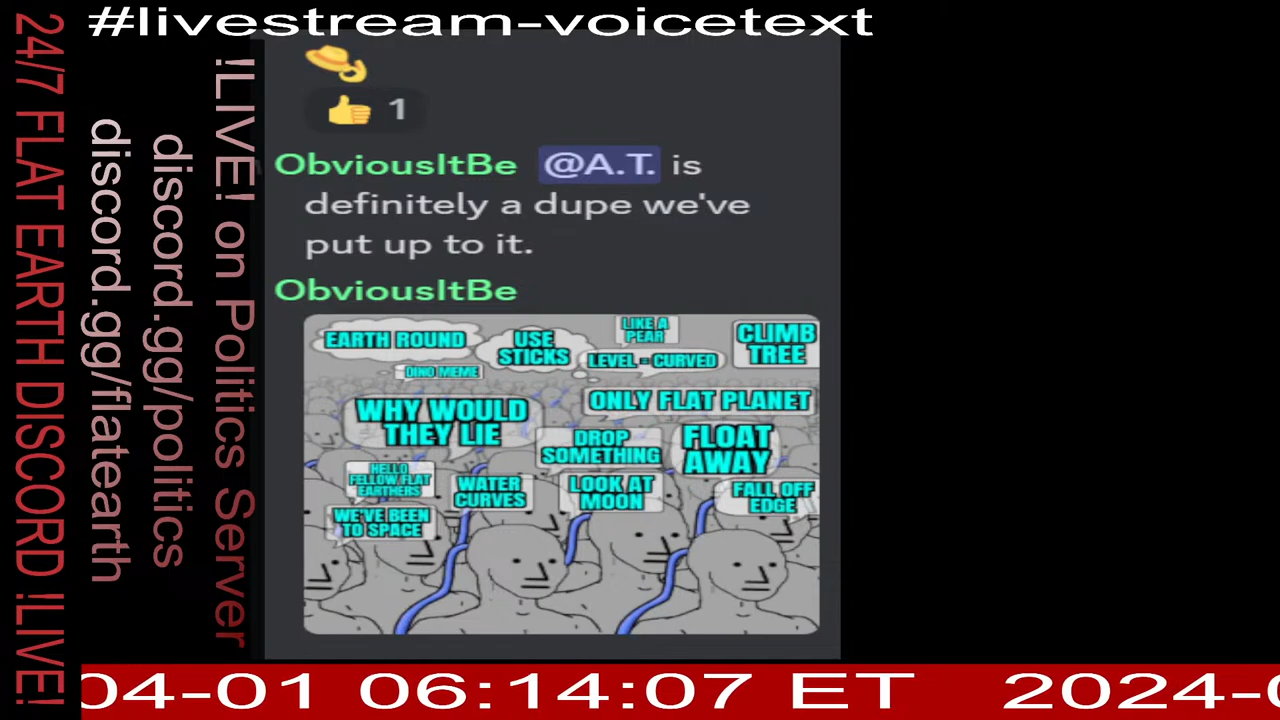 #livestream-voicetext
24/7 FLAT EARTH DISCORD !LIVE!
discord.gg/flatearth
discord.gg/politics
!LIVE! on Politics Server
1
ObviousItBe @A.T. is
definitely a dupe we've
put up to it.
ObviousItBe
EARTH ROUND
USE
STICKS
LIKE A
PEAR
CLIMB
TREE
DINO MEME
LEVEL = CURVED
WHY WOULD
THEY LIE
ONLY FLAT PLANET
DROP
SOMETHING
FLOAT
AWAY
HELLO
FELLOW FLAT
EARTHERS
WATER
CURVES
LOOK AT
MOON
FALL OFF
EDGE
WE'VE BEEN
TO SPACE
04-01 06:14:07 ET 2024-0